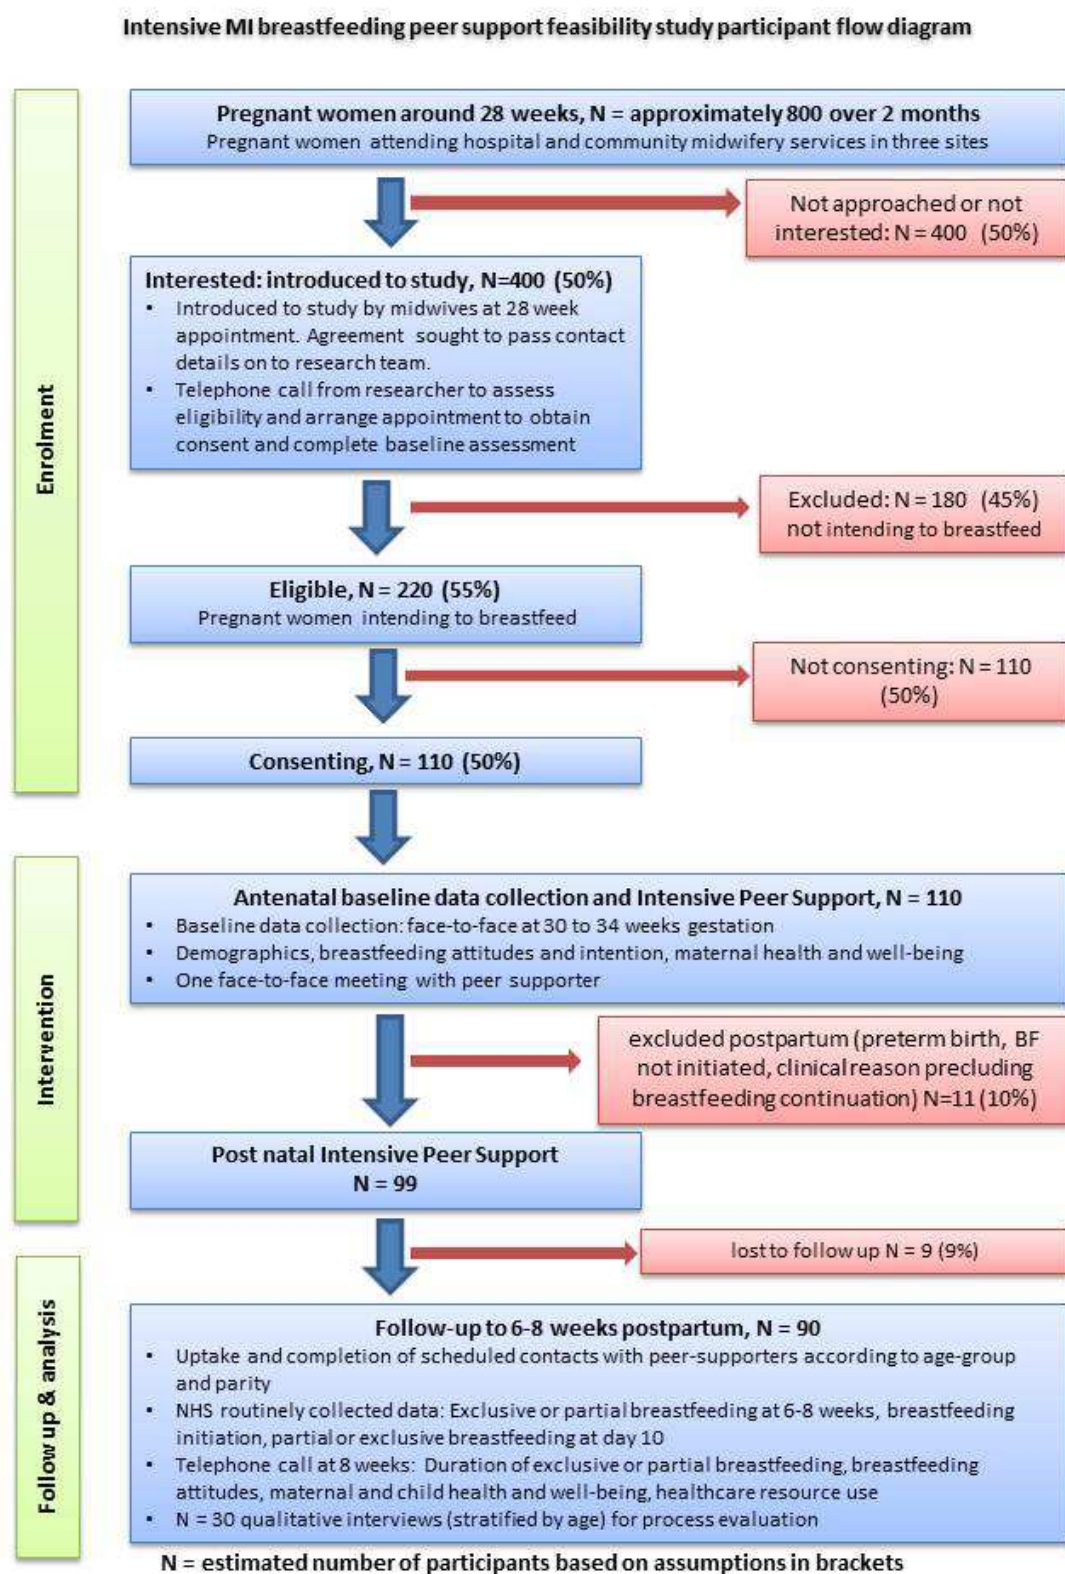 Intensive MI breastfeeding peer support feasibility study participant flow diagram
Enrolment
Pregnant women around 28 weeks, N = approximately 800 over 2 months
Pregnant women attending hospital and community midwifery services in three sites
Not approached or not
interested: N = 400 (50%)
Interested: introduced to study, N=400 (50%)
• Introduced to study by midwives at 28 week
appointment. Agreement sought to pass contact
details on to research team.
• Telephone call from researcher to assess
eligibility and arrange appointment to obtain
consent and complete baseline assessment
Excluded: N = 180 (45%)
not intending to breastfeed
Eligible, N = 220 (55%)
Pregnant women intending to breastfeed
Not consenting: N = 110
(50%)
Consenting, N = 110 (50%)
Intervention
Antenatal baseline data collection and Intensive Peer Support, N = 110
• Baseline data collection: face-to-face at 30 to 34 weeks gestation
• Demographics, breastfeeding attitudes and intention, maternal health and well-being
• One face-to-face meeting with peer supporter
excluded postpartum (preterm birth, BF
not initiated, clinical reason precluding
breastfeeding continuation) N=11 (10%)
Post natal Intensive Peer Support
N = 99
lost to follow up N = 9 (9%)
Follow up & analysis
Follow-up to 6-8 weeks postpartum, N = 90
• Uptake and completion of scheduled contacts with peer-supporters according to age-group
and parity
• NHS routinely collected data: Exclusive or partial breastfeeding at 6-8 weeks, breastfeeding
initiation, partial or exclusive breastfeeding at day 10
• Telephone call at 8 weeks: Duration of exclusive or partial breastfeeding, breastfeeding
attitudes, maternal and child health and well-being, healthcare resource use
• N = 30 qualitative interviews (stratified by age) for process evaluation
N = estimated number of participants based on assumptions in brackets